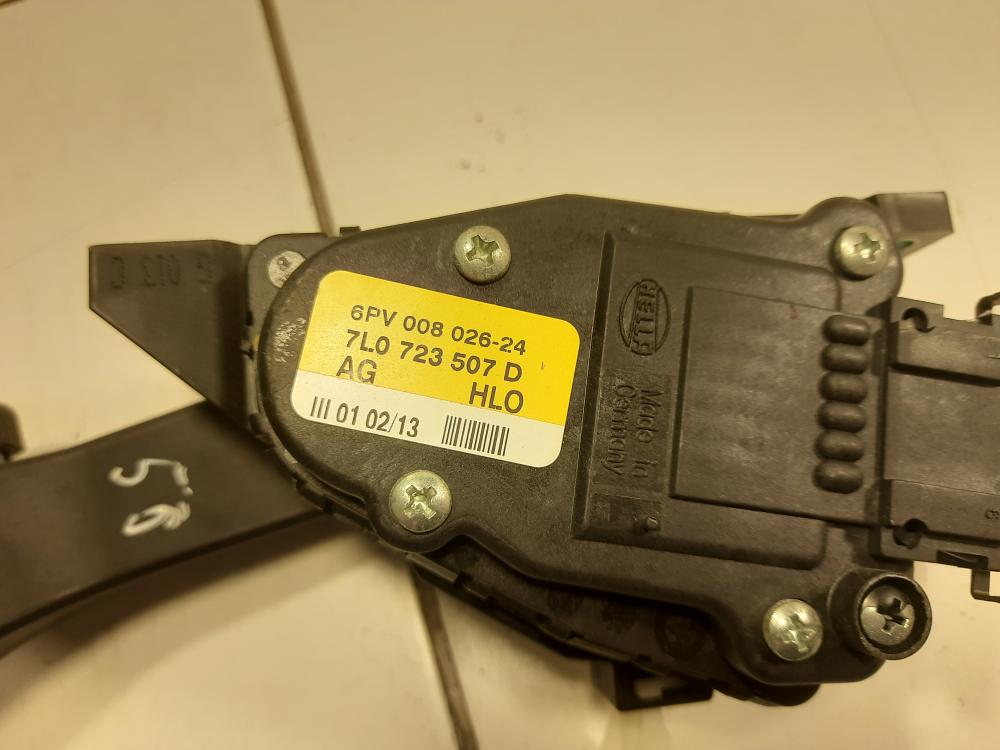 6PV 008 026-24
7L0 723 507 D
AG HLO
III 01 02/13
HELLA
Made in
Germany